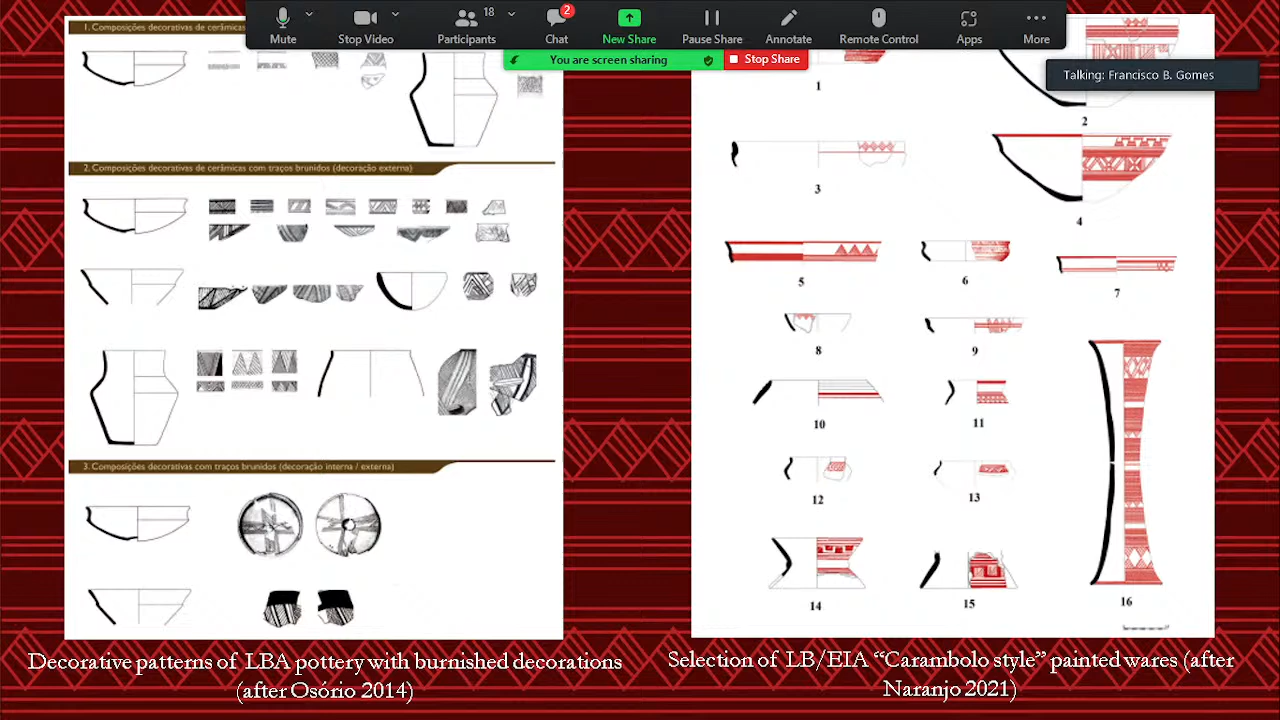 Mute
Stop Video
Participants
18
Chat
2
New Share
Pause Share
Annotate
Remote Control
Apps
More
You are screen sharing
Stop Share
Talking: Francisco B. Gomes
1. Composições decorativas de cerâmicas
2. Composições decorativas de cerâmicas com traços brunidos (decoração externa)
3. Composições decorativas com traços brunidos (decoração interna / externa)
1
2
3
4
5
6
7
8
9
10
11
12
13
14
15
16
Decorative patterns of LBA pottery with burnished decorations
(after Osório 2014)
Selection of LB/EIA “Carambolo style” painted wares (after
Naranjo 2021)